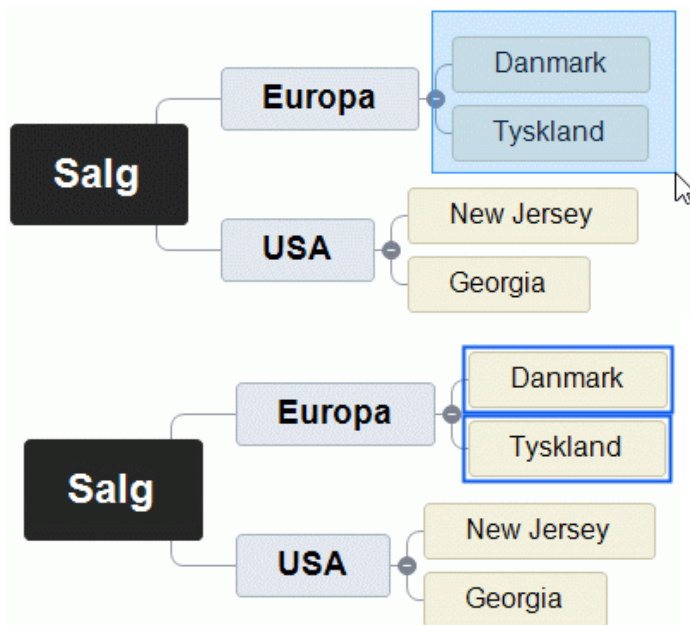 Danmark
Europa
Tyskland
Salg
New Jersey
USA
Georgia
Danmark
Europa
Tyskland
Salg
New Jersey
USA
Georgia